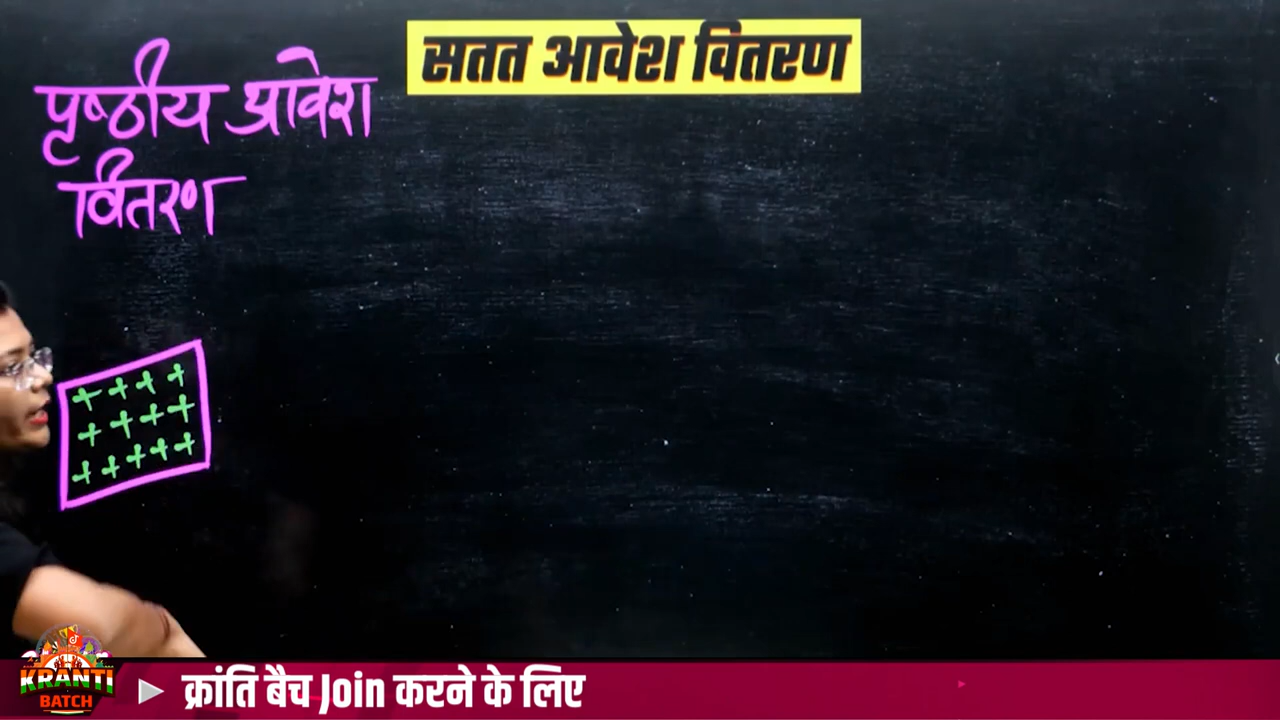 सतत आवेश वितरण
पृष्ठीय आवेश
वितरण
+ + + +
+ + + +
+ + + + +
KRANTI
BATCH
क्रांति बैच Join करने के लिए